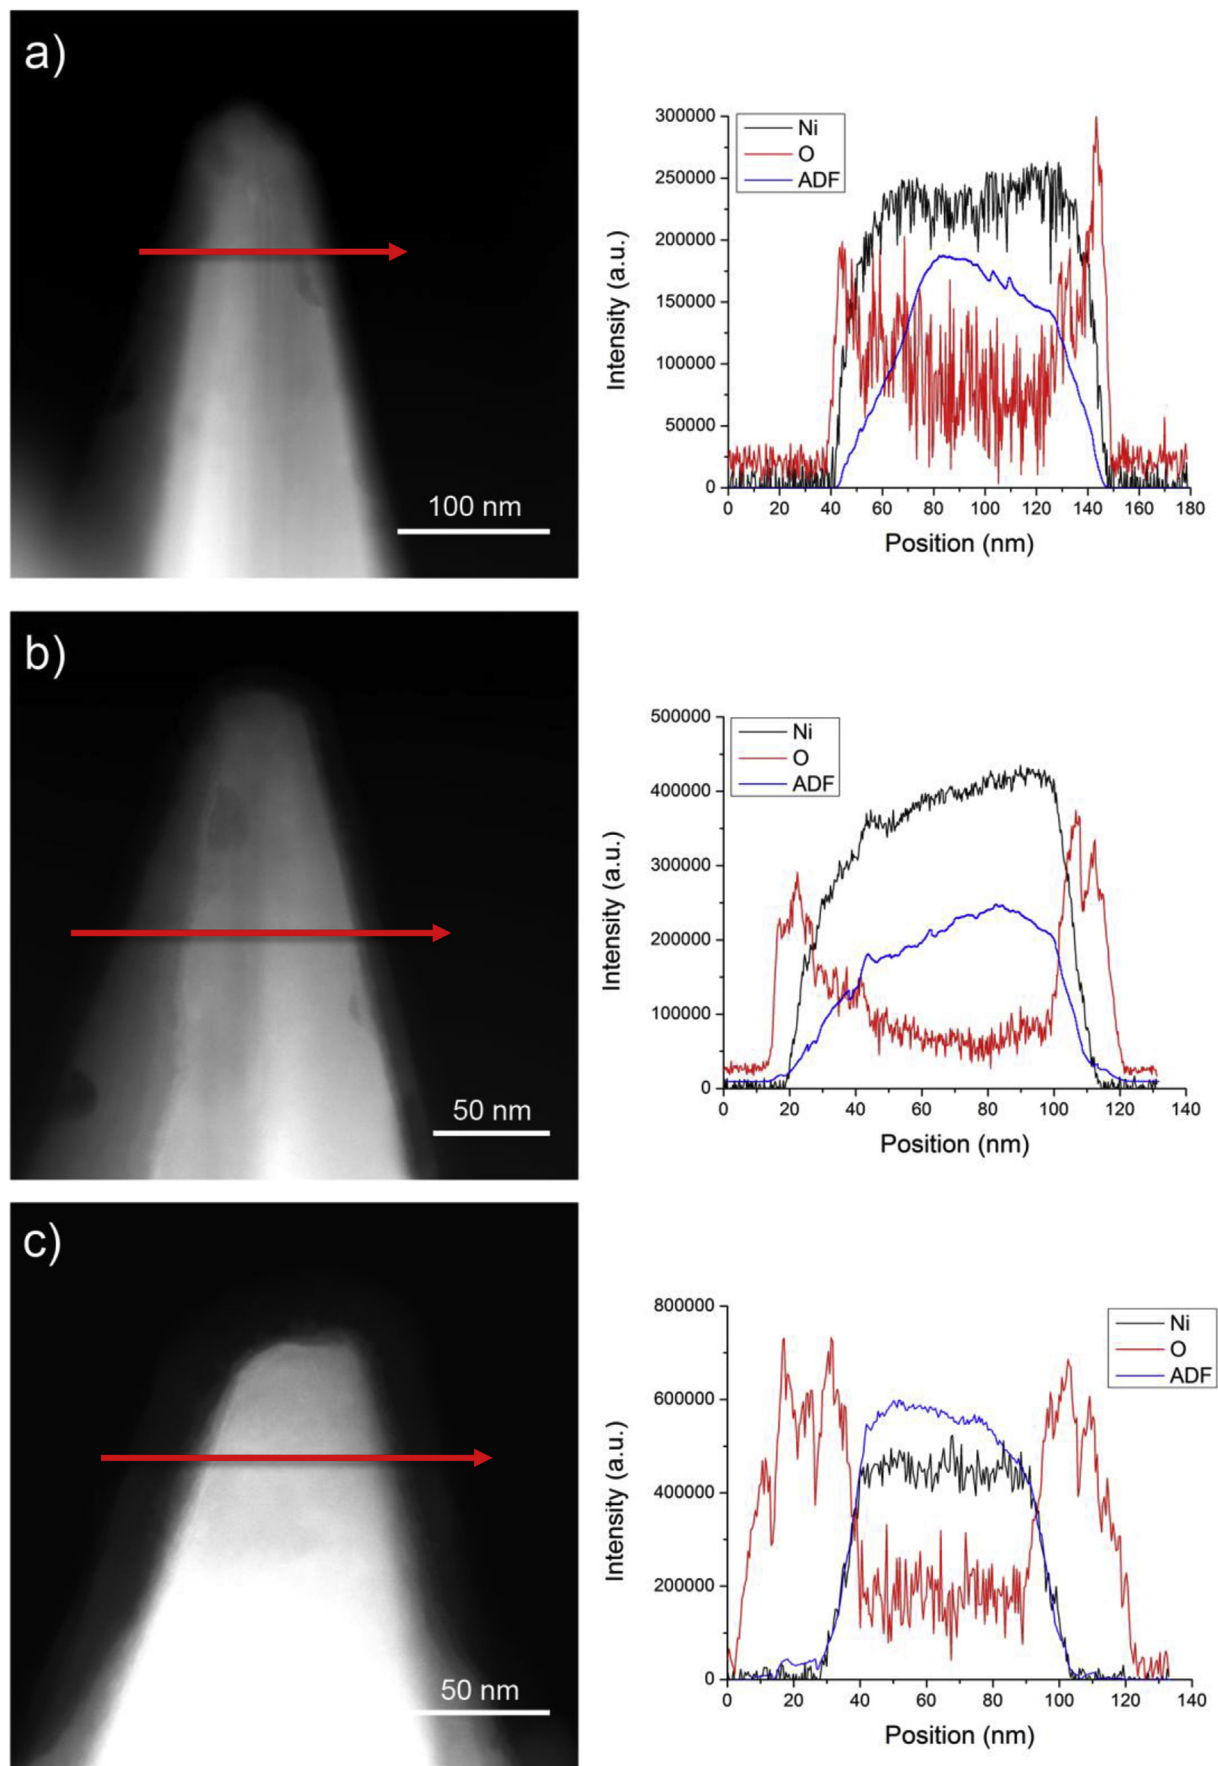 a)
100 nm
Ni
O
ADF
300000
250000
200000
150000
100000
50000
0
0 20 40 60 80 100 120 140 160 180
Intensity (a.u.)
Position (nm)
b)
50 nm
Ni
O
ADF
500000
400000
300000
200000
100000
0
0 20 40 60 80 100 120 140
Intensity (a.u.)
Position (nm)
c)
50 nm
Ni
O
ADF
800000
600000
400000
200000
0
0 20 40 60 80 100 120 140
Intensity (a.u.)
Position (nm)